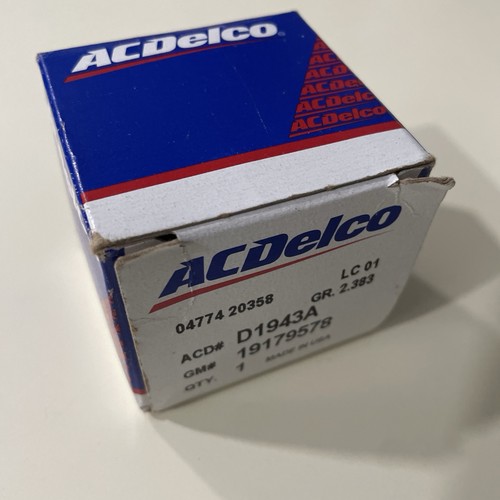 ACDelco
ACDelco
ACDelco
ACDelco
ACDelco
ACDelco
04774 20358
LC 01
GR. 2.383
ACD# D1943A
GM# 19179578
QTY. 1
MADE IN USA